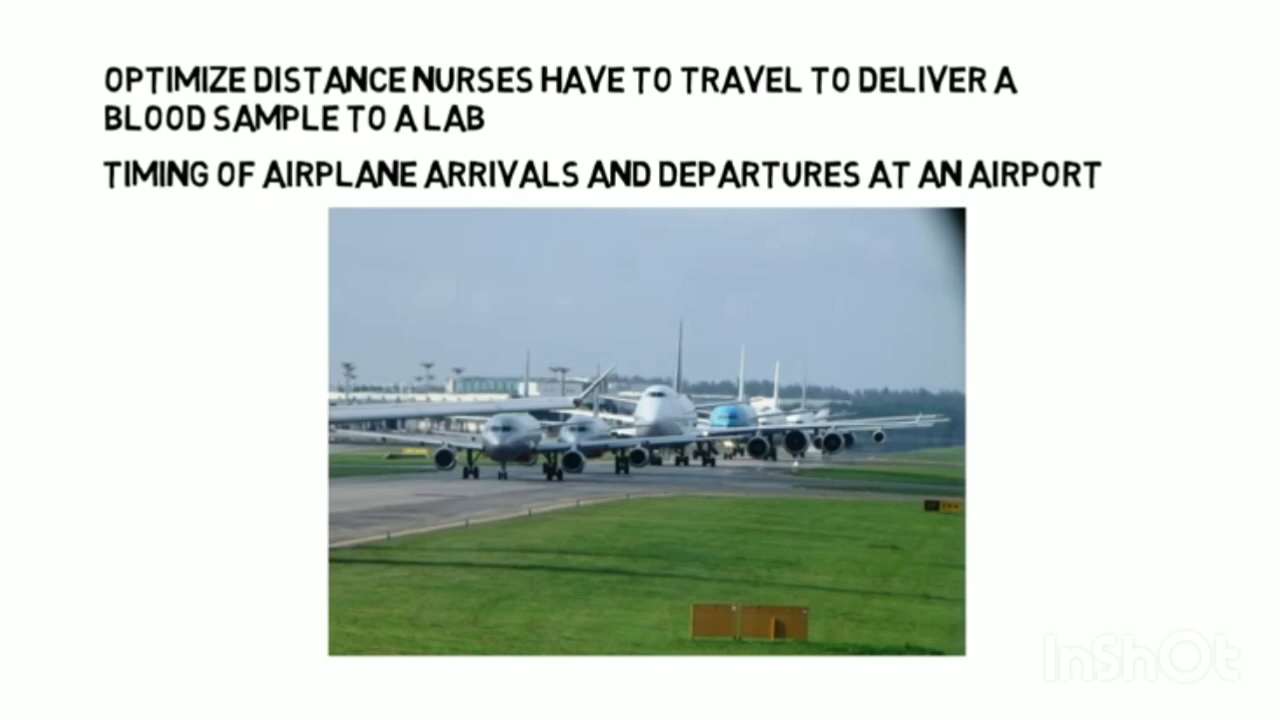 OPTIMIZE DISTANCE NURSES HAVE TO TRAVEL TO DELIVER A
BLOOD SAMPLE TO A LAB
TIMING OF AIRPLANE ARRIVALS AND DEPARTURES AT AN AIRPORT
InShOt